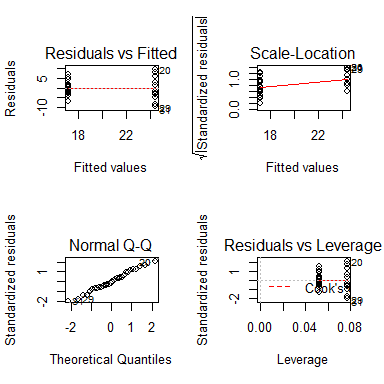 Residuals vs Fitted
Residuals
-10
5
20
18
22
Fitted values
Scale-Location
√|Standardized residuals|
0.0
1.0
18
22
Fitted values
Normal Q-Q
Standardized residuals
-2
1
20
-2
-1
0
1
2
Theoretical Quantiles
Residuals vs Leverage
Standardized residuals
-2
1
20
Cook's
0.00
0.04
0.08
Leverage